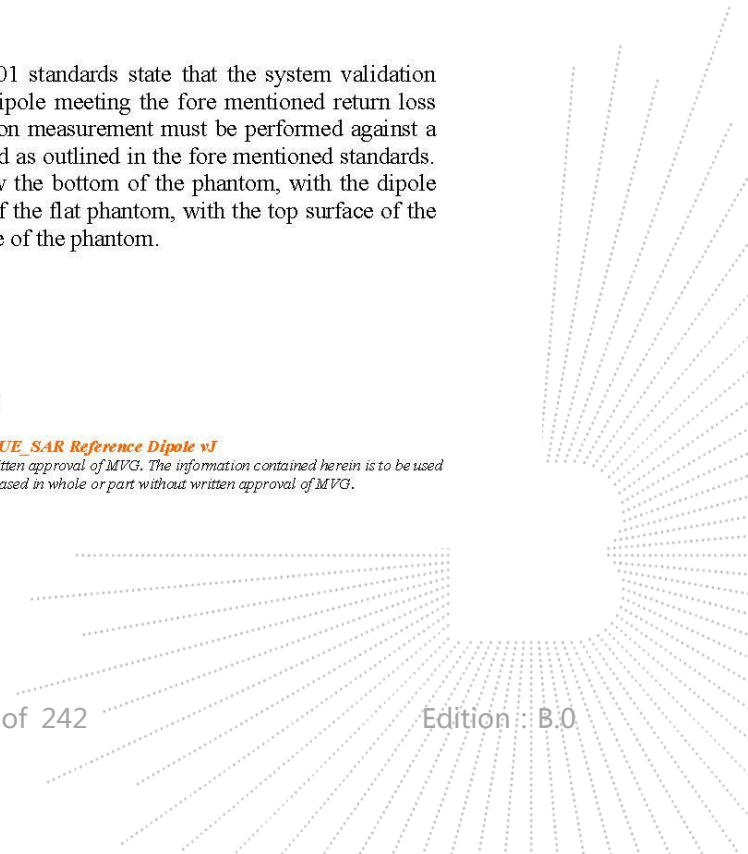 01 standards state that the system validation
ipole meeting the fore mentioned return loss
on measurement must be performed against a
d as outlined in the fore mentioned standards.
v the bottom of the phantom, with the dipole
f the flat phantom, with the top surface of the
e of the phantom.
UE_SAR Reference Dipole vJ
tten approval of MVG. The information contained herein is to be used
ased in whole or part without written approval of MVG.
of 242 Edition : B.0